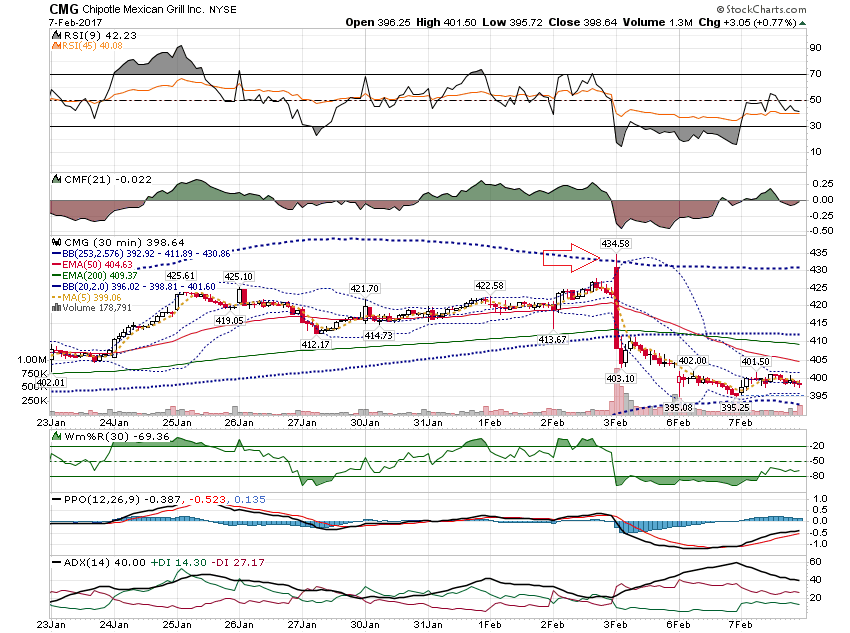 CMG Chipotle Mexican Grill Inc. NYSE © StockCharts.com
7-Feb-2017 Open 396.25 High 401.50 Low 395.72 Close 398.64 Volume 1.3M Chg +3.05 (+0.77%)
RSI(9) 42.23
RSI(45) 40.08
90
70
50
30
10
CMF(21) -0.022
0.25
0.00
-0.25
-0.50
CMG (30 min) 398.64
BB(253,2.576) 392.92 - 411.89 - 430.86
EMA(50) 404.63
EMA(200) 409.37
BB(20,2.0) 396.02 - 398.81 - 401.60
MA(5) 399.06
Volume 178,791
434.58
425.61
425.10
421.70
422.58
419.05
412.17
414.73
413.67
403.10
402.00
401.50
402.01
395.08
395.25
435
430
425
420
415
410
405
400
395
1.00M
750K
500K
250K
23Jan 24Jan 25Jan 26Jan 27Jan 30Jan 31Jan 1Feb 2Feb 3Feb 6Feb 7Feb
Wm%R(30) -69.36
-20
-50
-80
PPO(12,26,9) -0.387, -0.523, 0.135
1.0
0.5
0.0
-0.5
-1.0
ADX(14) 40.00 +DI 14.30 -DI 27.17
60
40
20
23Jan 24Jan 25Jan 26Jan 27Jan 30Jan 31Jan 1Feb 2Feb 3Feb 6Feb 7Feb